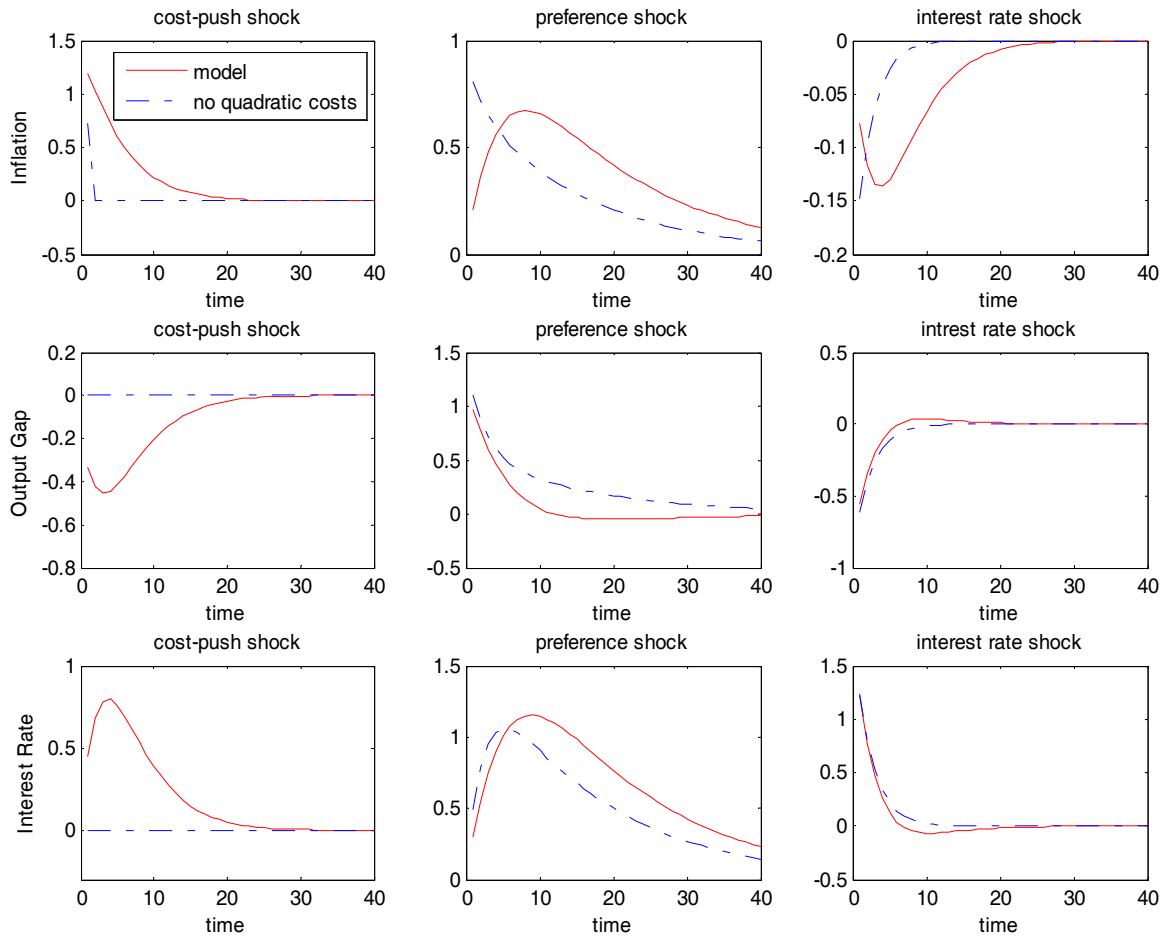 cost-push shock
preference shock
interest rate shock
1.5
1
0.5
0
-0.5
model
no quadratic costs
Inflation
0 10 20 30 40
time
1
0.5
0
0 10 20 30 40
time
0
-0.05
-0.1
-0.15
-0.2
0 10 20 30 40
time
cost-push shock
preference shock
intrest rate shock
0.2
0
-0.2
-0.4
-0.6
-0.8
Output Gap
0 10 20 30 40
time
1.5
1
0.5
0
-0.5
0 10 20 30 40
time
0.5
0
-0.5
-1
0 10 20 30 40
time
cost-push shock
preference shock
interest rate shock
1
0.5
0
Interest Rate
0 10 20 30 40
time
1.5
1
0.5
0
0 10 20 30 40
time
1.5
1
0.5
0
-0.5
0 10 20 30 40
time